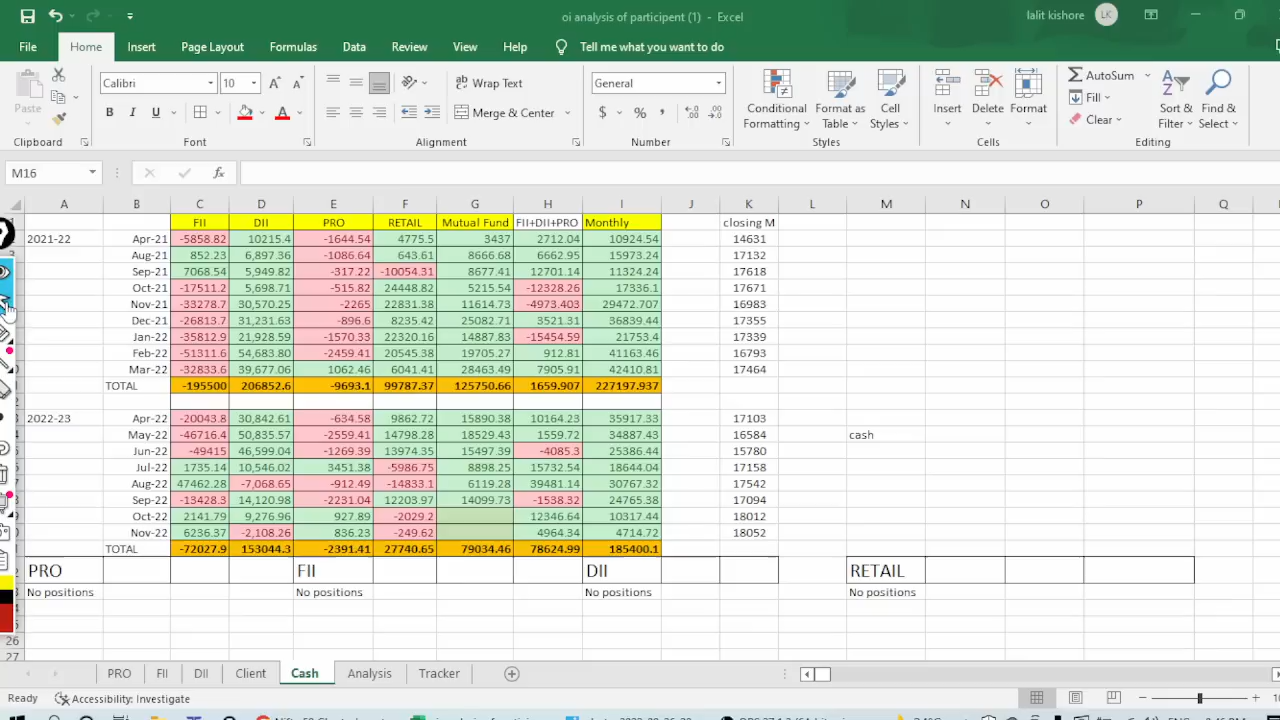 oi analysis of participent (1) - Excel
lalit kishore LK
File Home Insert Page Layout Formulas Data Review View Help Tell me what you want to do
Calibri 10 A A ab Wrap Text General
Paste B I U A Merge & Center $ % , Conditional Formatting Format as Table Cell Styles Insert Delete Format AutoSum Fill Clear Sort & Filter Find & Select
Clipboard Font Alignment Number Styles Cells Editing
M16 fx
A B C D E F G H I J K L M N O P Q R
FII DII PRO RETAIL Mutual Fund FII+DII+PRO Monthly closing M
2021-22 Apr-21 -5858.82 10215.4 -1644.54 4775.5 3437 2712.04 10924.54 14631
Aug-21 852.23 6,897.36 -1086.64 643.61 8666.68 6662.95 15973.24 17132
Sep-21 7068.54 5,949.82 -317.22 -10054.31 8677.41 12701.14 11324.24 17618
Oct-21 -17511.2 5,698.71 -515.82 24448.82 5215.54 -12328.26 17336.1 17671
Nov-21 -33278.7 30,570.25 -2265 22831.38 11614.73 -4973.403 29472.707 16983
Dec-21 -26813.7 31,231.63 -896.6 8235.42 25082.71 3521.31 36839.44 17355
Jan-22 -35812.9 21,928.59 -1570.33 22320.16 14887.83 -15454.59 21753.4 17339
Feb-22 -51311.6 54,683.80 -2459.41 20545.38 19705.27 912.81 41163.46 16793
Mar-22 -32833.6 39,677.06 1062.46 6041.41 28463.49 7905.91 42410.81 17464
TOTAL -195500 206852.6 -9693.1 99787.37 125750.66 1659.907 227197.937
2022-23 Apr-22 -20043.8 30,842.61 -634.58 9862.72 15890.38 10164.23 35917.33 17103
May-22 -46716.4 50,835.57 -2559.41 14798.28 18529.43 1559.72 34887.43 16584 cash
Jun-22 -49415 46,599.04 -1269.39 13974.35 15497.39 -4085.3 25386.44 15780
Jul-22 1735.14 10,546.02 3451.38 -5986.75 8898.25 15732.54 18644.04 17158
Aug-22 47462.28 -7,068.65 -912.49 -14833.1 6119.28 39481.14 30767.32 17542
Sep-22 -13428.3 14,120.98 -2231.04 12203.97 14099.73 -1538.32 24765.38 17094
Oct-22 2141.79 9,276.96 927.89 -2029.2 12346.64 10317.44 18012
Nov-22 6236.37 -2,108.26 836.23 -249.62 4964.34 4714.72 18052
TOTAL -72027.9 153044.3 -2391.41 27740.65 79034.46 78624.99 185400.1
PRO FII DII RETAIL
No positions No positions No positions No positions
26
27
PRO FII DII Client Cash Analysis Tracker
Ready Accessibility: Investigate